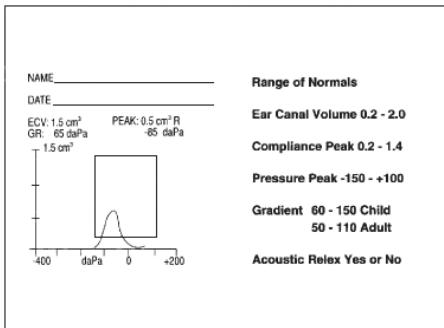 NAME
DATE
ECV: 1.5 cm³ PEAK: 0.5 cm³ R
GR: 65 daPa -85 daPa
1.5 cm³
-400 daPa 0 +200
Range of Normals
Ear Canal Volume 0.2 - 2.0
Compliance Peak 0.2 - 1.4
Pressure Peak -150 - +100
Gradient 60 - 150 Child
50 - 110 Adult
Acoustic Relex Yes or No